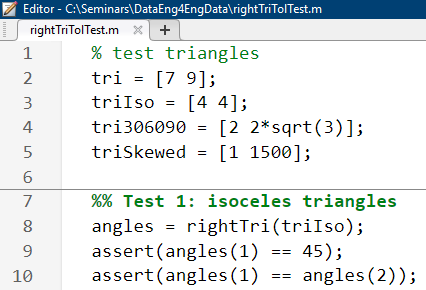 Editor - C:\Seminars\DataEng4EngData\rightTriTolTest.m
rightTriTolTest.m × +
1 % test triangles
2 tri = [7 9];
3 triIso = [4 4];
4 tri306090 = [2 2*sqrt(3)];
5 triSkewed = [1 1500];
6
7 %% Test 1: isoceles triangles
8 angles = rightTri(triIso);
9 assert(angles(1) == 45);
10 assert(angles(1) == angles(2));